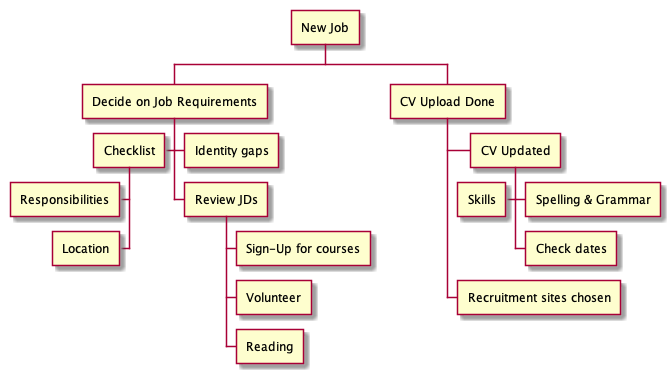 New Job
Decide on Job Requirements
CV Upload Done
Checklist
Identity gaps
CV Updated
Responsibilities
Review JDs
Skills
Spelling & Grammar
Location
Sign-Up for courses
Check dates
Volunteer
Recruitment sites chosen
Reading